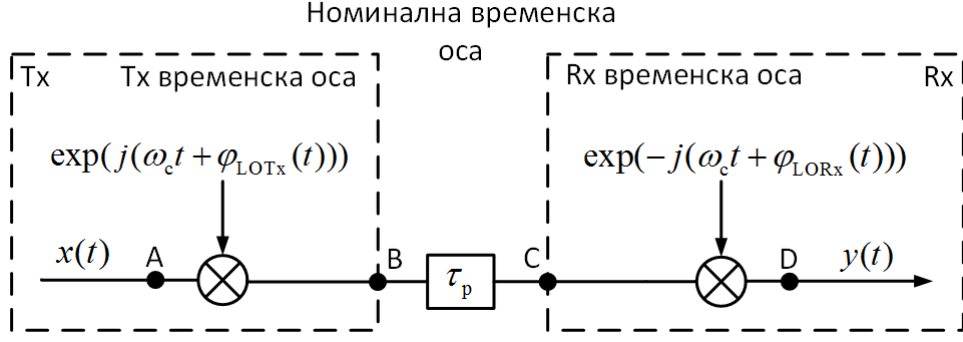 Номинална временска
оса
Tx
Tx временска оса
Rx временска оса
Rx
exp(j(ω_c t + φ_LOTx (t)))
exp(−j(ω_c t + φ_LORx (t)))
x(t)
A
B
τ_p
C
D
y(t)